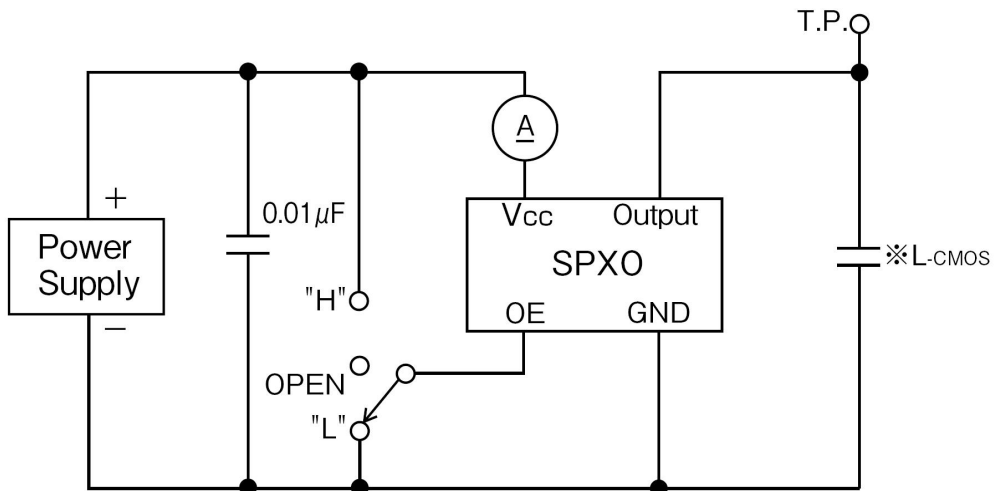 T.P.
A
+
0.01μF
Vcc Output
Power
Supply
SPXO
※L-CMOS
"H"
OE GND
−
OPEN
"L"